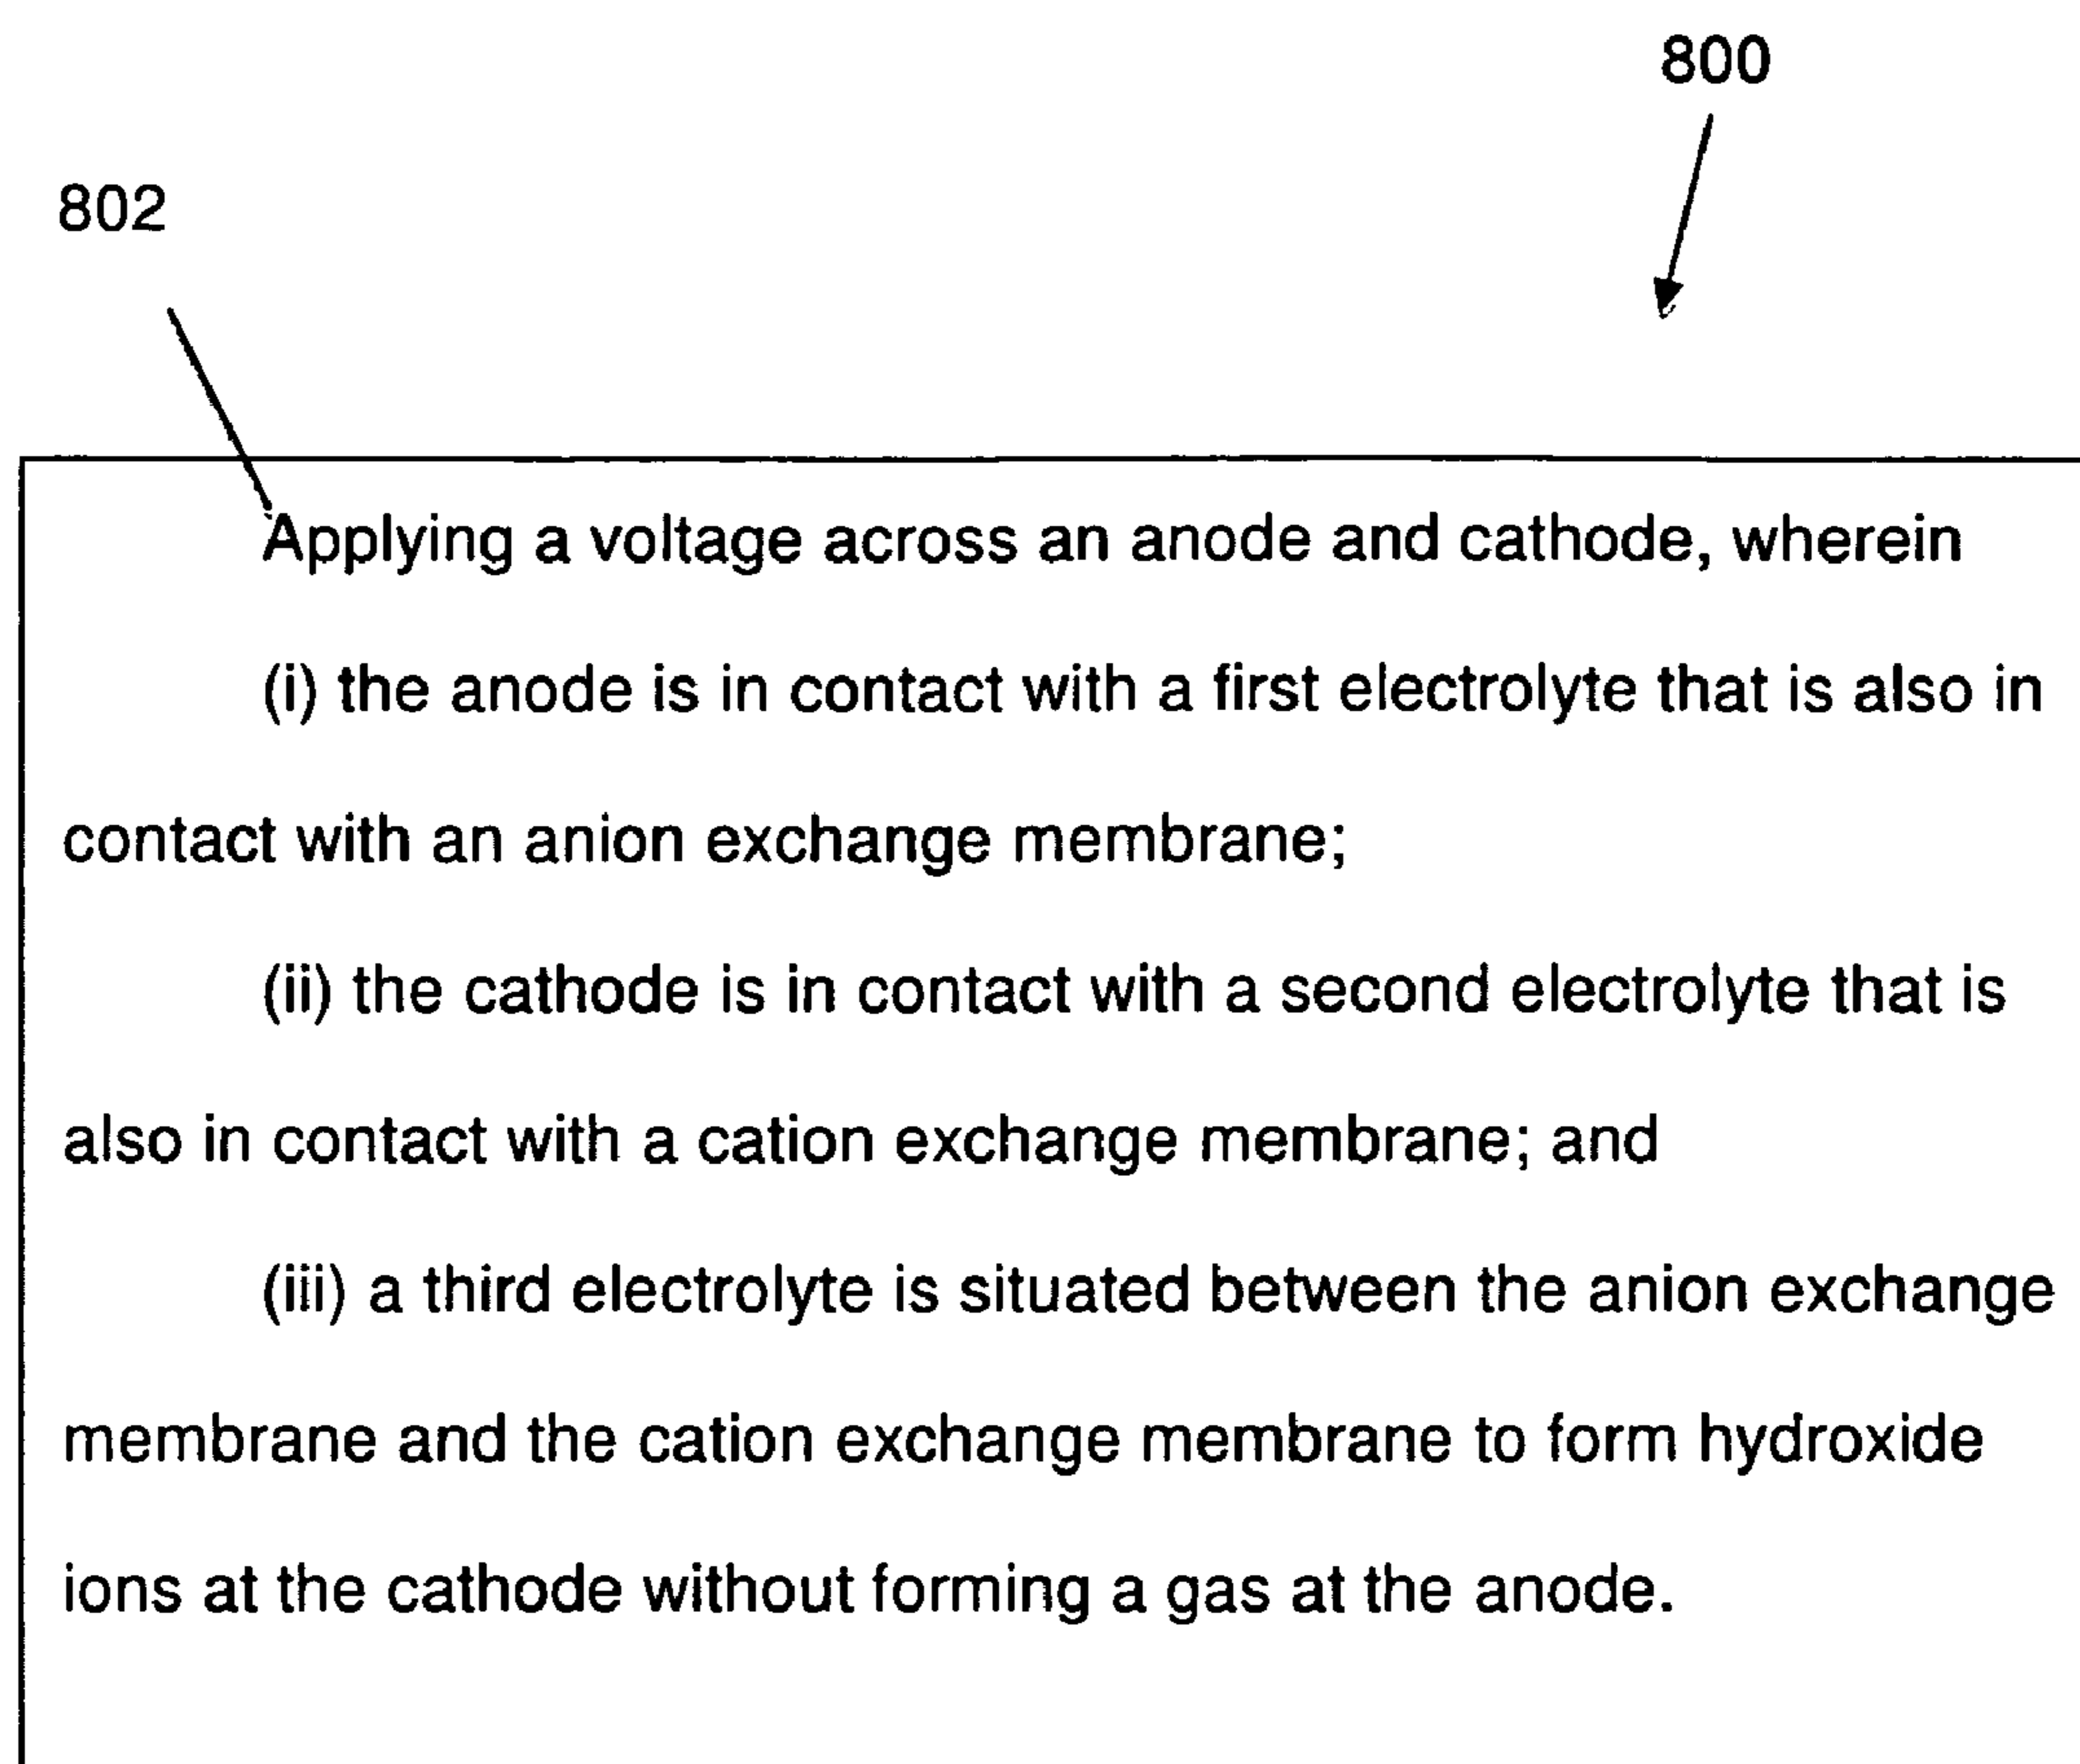 800
802
Applying a voltage across an anode and cathode, wherein
(i) the anode is in contact with a first electrolyte that is also in
contact with an anion exchange membrane;
(ii) the cathode is in contact with a second electrolyte that is
also in contact with a cation exchange membrane; and
(iii) a third electrolyte is situated between the anion exchange
membrane and the cation exchange membrane to form hydroxide
ions at the cathode without forming a gas at the anode.